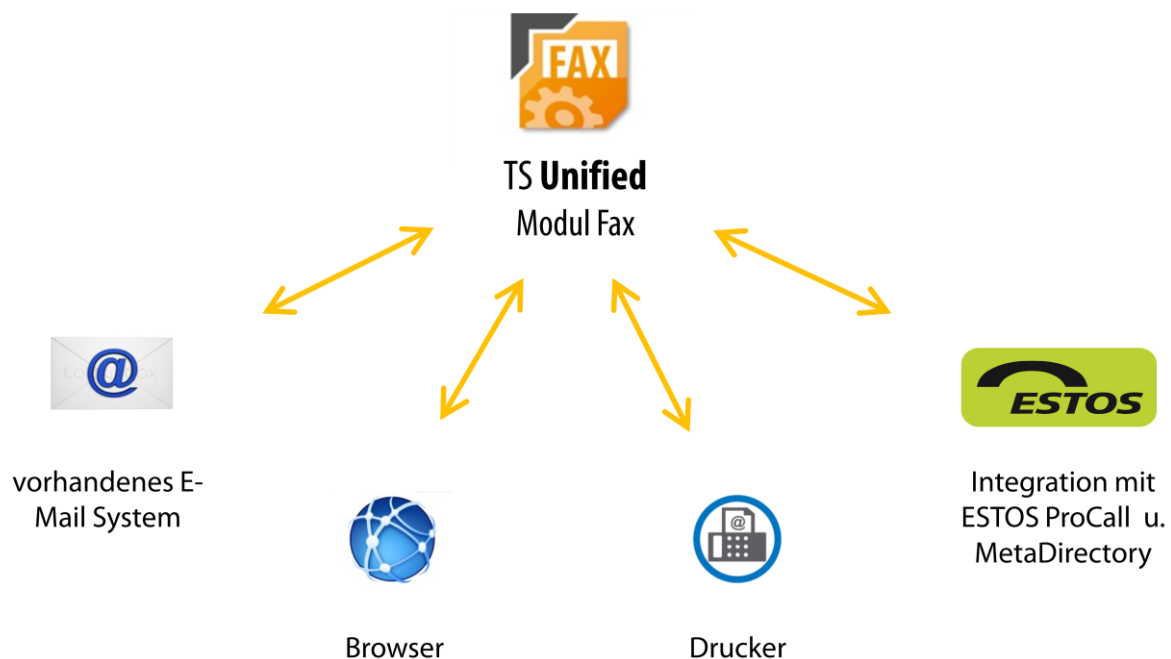 FAX
TS Unified
Modul Fax
@
ESTOS
vorhandenes E-
Mail System
Integration mit
ESTOS ProCall u.
MetaDirectory
@
Browser
Drucker